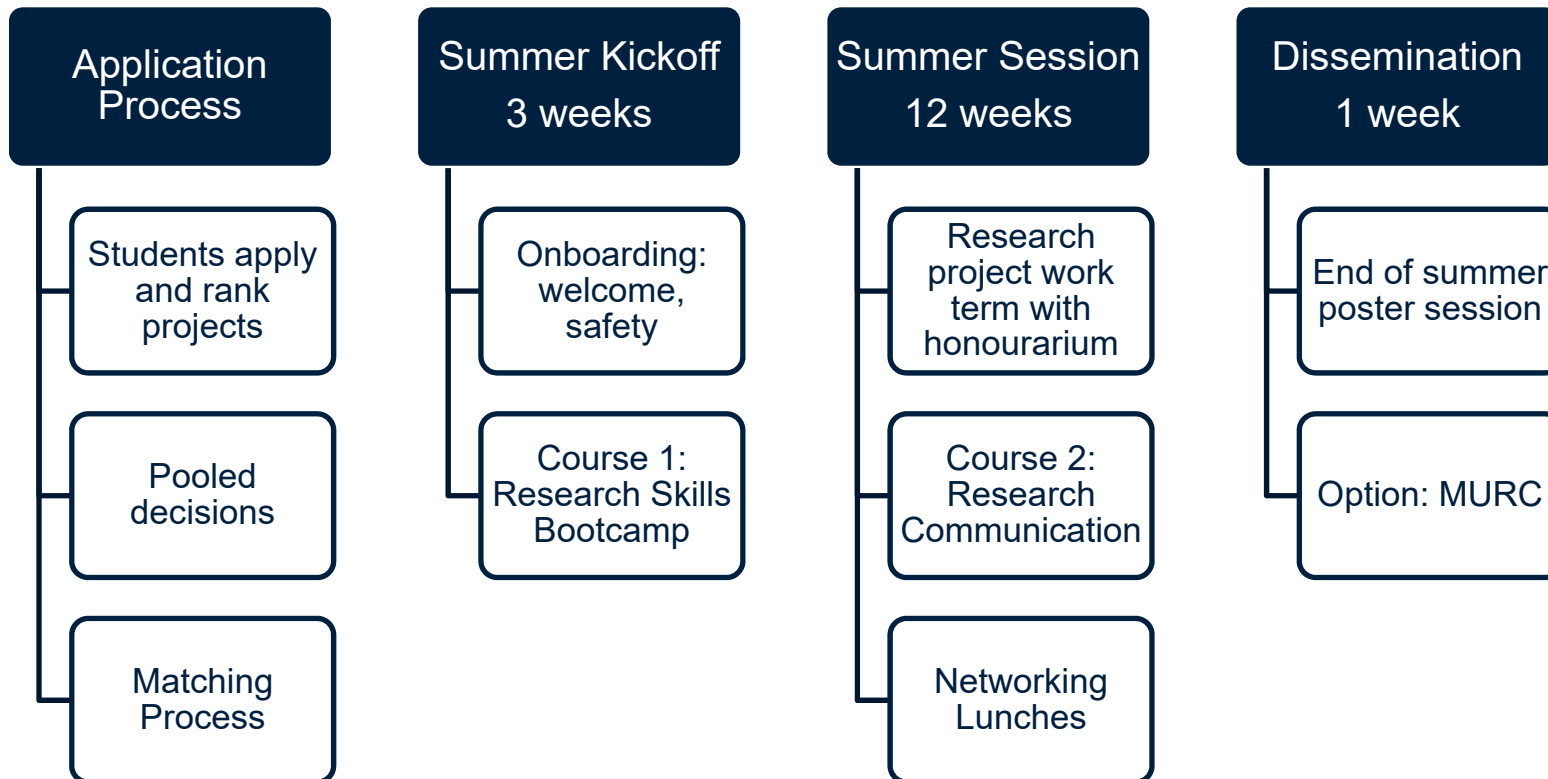 Application
Process
Students apply
and rank
projects
Pooled
decisions
Matching
Process
Summer Kickoff
3 weeks
Onboarding:
welcome,
safety
Course 1:
Research Skills
Bootcamp
Summer Session
12 weeks
Research
project work
term with
honourarium
Course 2:
Research
Communication
Networking
Lunches
Dissemination
1 week
End of summer
poster session
Option: MURC